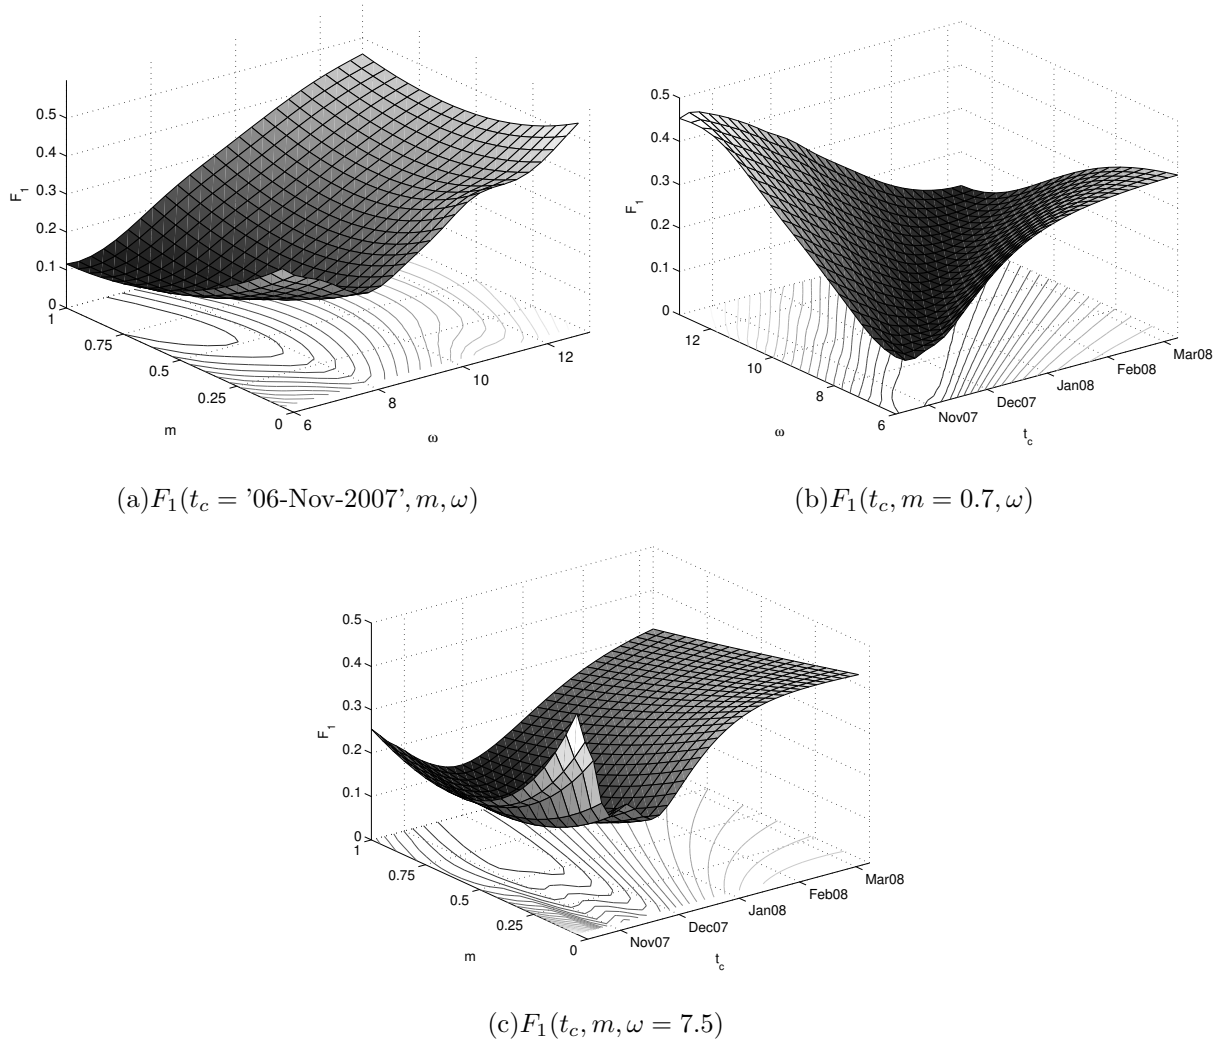 0.5
0.4
0.3
0.2
0.1
0
F1
1
0.75
0.5
0.25
0
m
6
8
10
12
ω
(a)F1(tc = ’06-Nov-2007’, m, ω)
0.5
0.4
0.3
0.2
0.1
0
F1
12
10
8
6
ω
Nov07
Dec07
Jan08
Feb08
Mar08
tc
(b)F1(tc, m = 0.7, ω)
0.5
0.4
0.3
0.2
0.1
0
F1
1
0.75
0.5
0.25
0
m
Nov07
Dec07
Jan08
Feb08
Mar08
tc
(c)F1(tc, m, ω = 7.5)